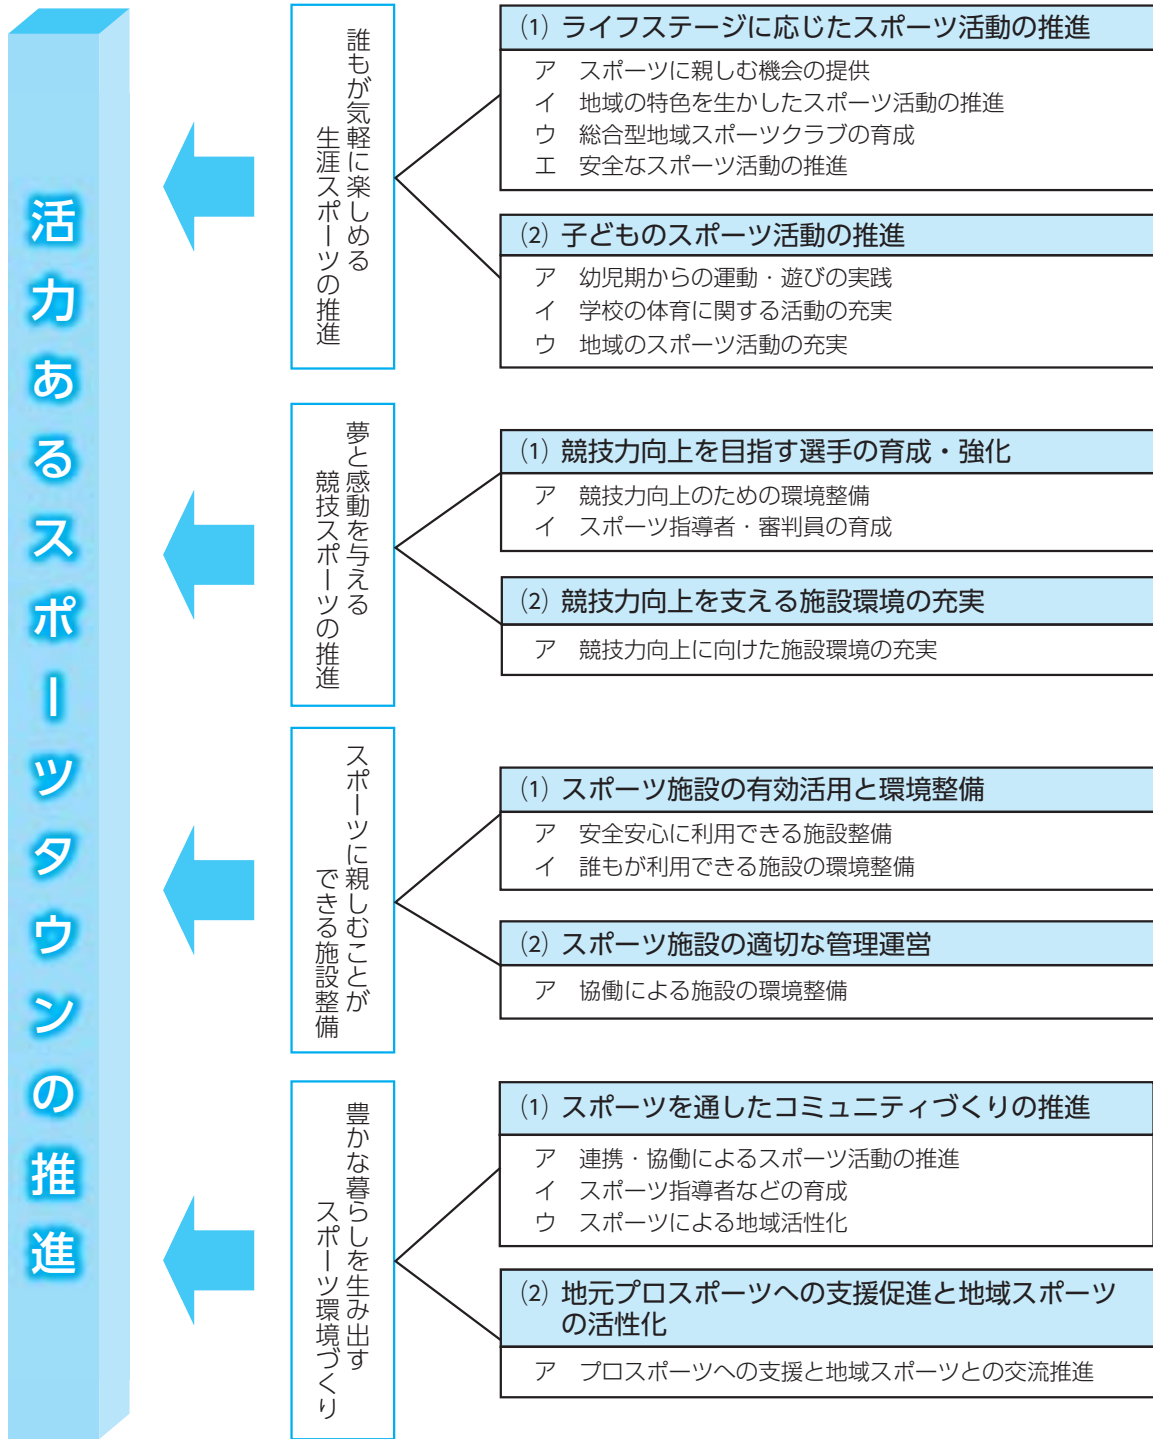 活力あるスポーツタウンの推進
誰もが気軽に楽しめる
生涯スポーツの推進
(1) ライフステージに応じたスポーツ活動の推進
ア スポーツに親しむ機会の提供
イ 地域の特色を生かしたスポーツ活動の推進
ウ 総合型地域スポーツクラブの育成
エ 安全なスポーツ活動の推進
(2) 子どものスポーツ活動の推進
ア 幼児期からの運動・遊びの実践
イ 学校の体育に関する活動の充実
ウ 地域のスポーツ活動の充実
夢と感動を与える
競技スポーツの推進
(1) 競技力向上を目指す選手の育成・強化
ア 競技力向上のための環境整備
イ スポーツ指導者・審判員の育成
(2) 競技力向上を支える施設環境の充実
ア 競技力向上に向けた施設環境の充実
スポーツに親しむことが
できる施設整備
(1) スポーツ施設の有効活用と環境整備
ア 安全安心に利用できる施設整備
イ 誰もが利用できる施設の環境整備
(2) スポーツ施設の適切な管理運営
ア 協働による施設の環境整備
豊かな暮らしを生み出す
スポーツ環境づくり
(1) スポーツを通したコミュニティづくりの推進
ア 連携・協働によるスポーツ活動の推進
イ スポーツ指導者などの育成
ウ スポーツによる地域活性化
(2) 地元プロスポーツへの支援促進と地域スポーツ
の活性化
ア プロスポーツへの支援と地域スポーツとの交流推進